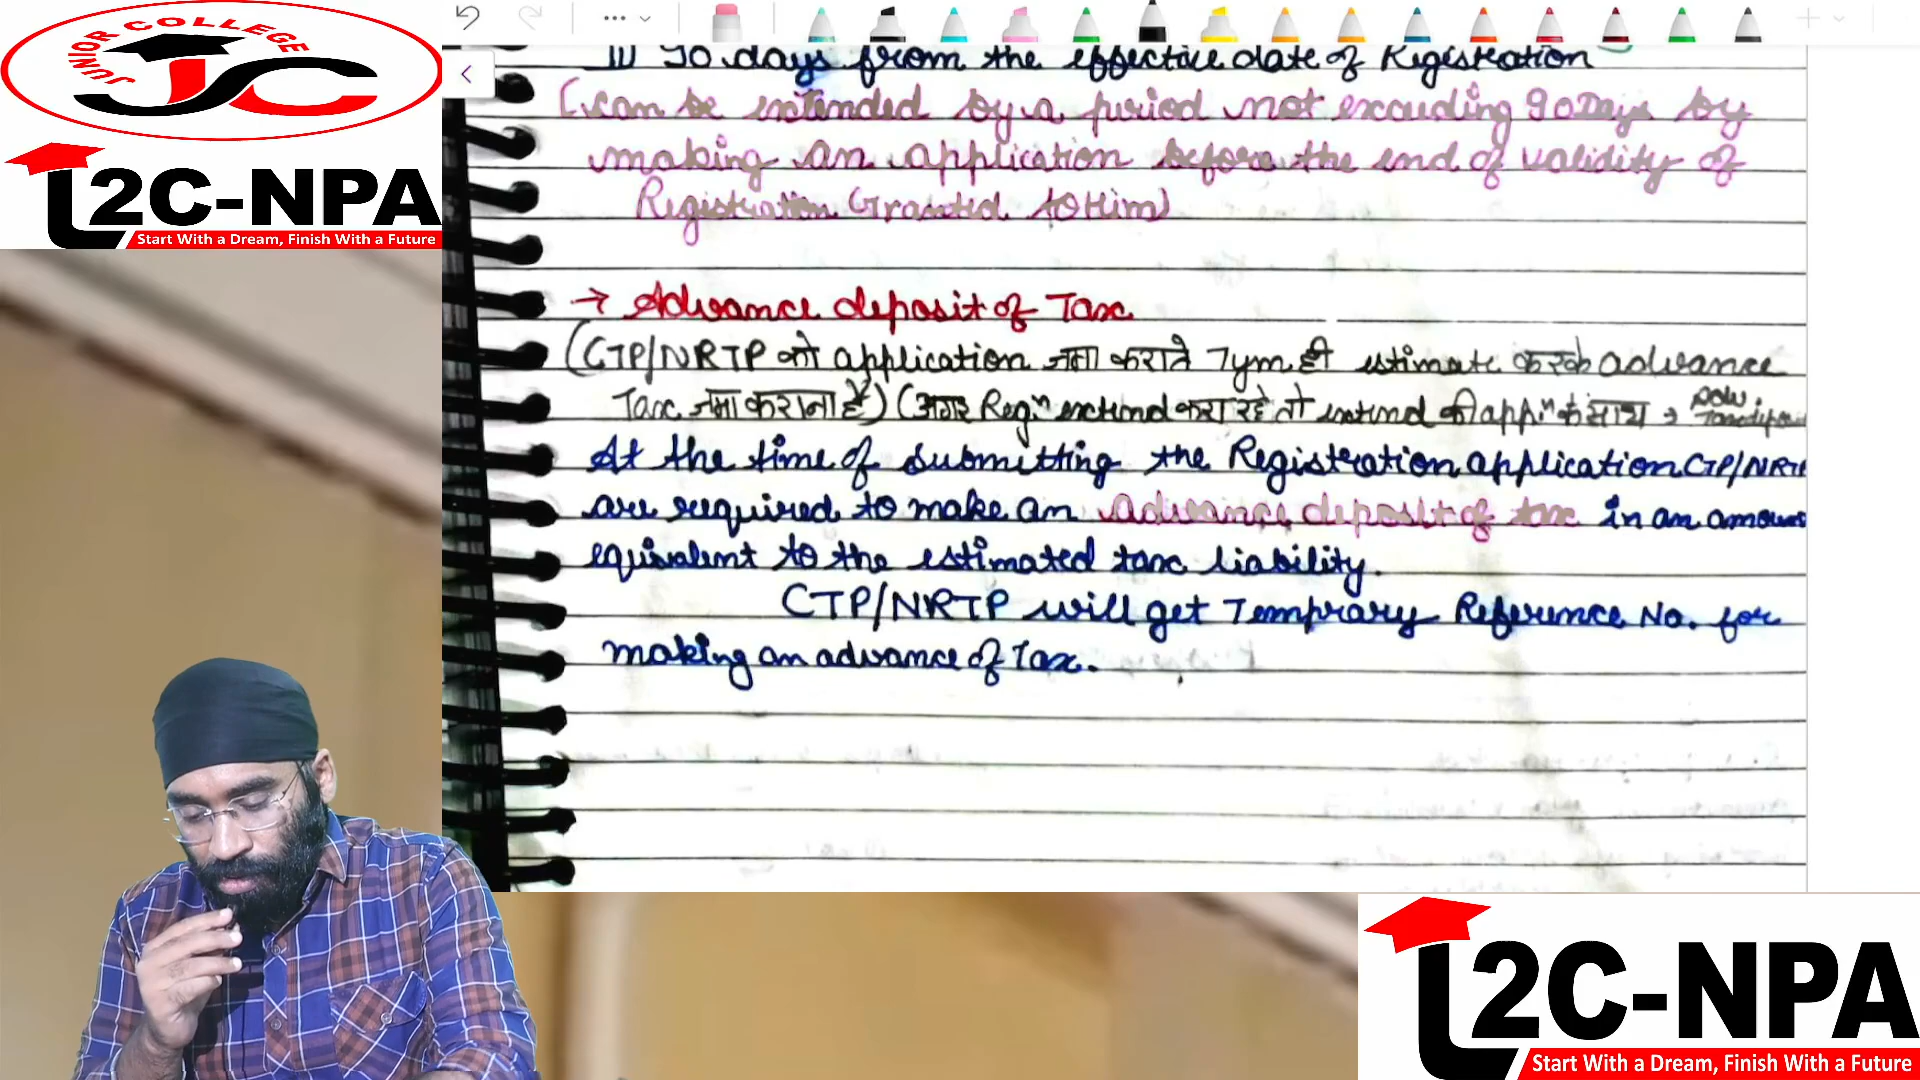 JUNIOR COLLEGE
JC
L2C-NPA
Start With a Dream, Finish With a Future
90 days from the effective date of Registration
(can be extended by a period not exceeding 90 Days by
making an application before the end of validity of
Registration Granted to Him)
→ Advance deposit of Tax
(CTP/NRTP को application जमा कराते Tym ही estimate करके advance
Tax जमा कराना है) (अगर Regⁿ extend करा रहे तो extend की appⁿ के साथ →
At the time of submitting the Registration application CTP/NRTP
are required to make an advance deposit of tax in an amount
equivalent to the estimated tax liability.
CTP/NRTP will get Temprary Reference No. for
making an advance of Tax.
L2C-NPA
Start With a Dream, Finish With a Future